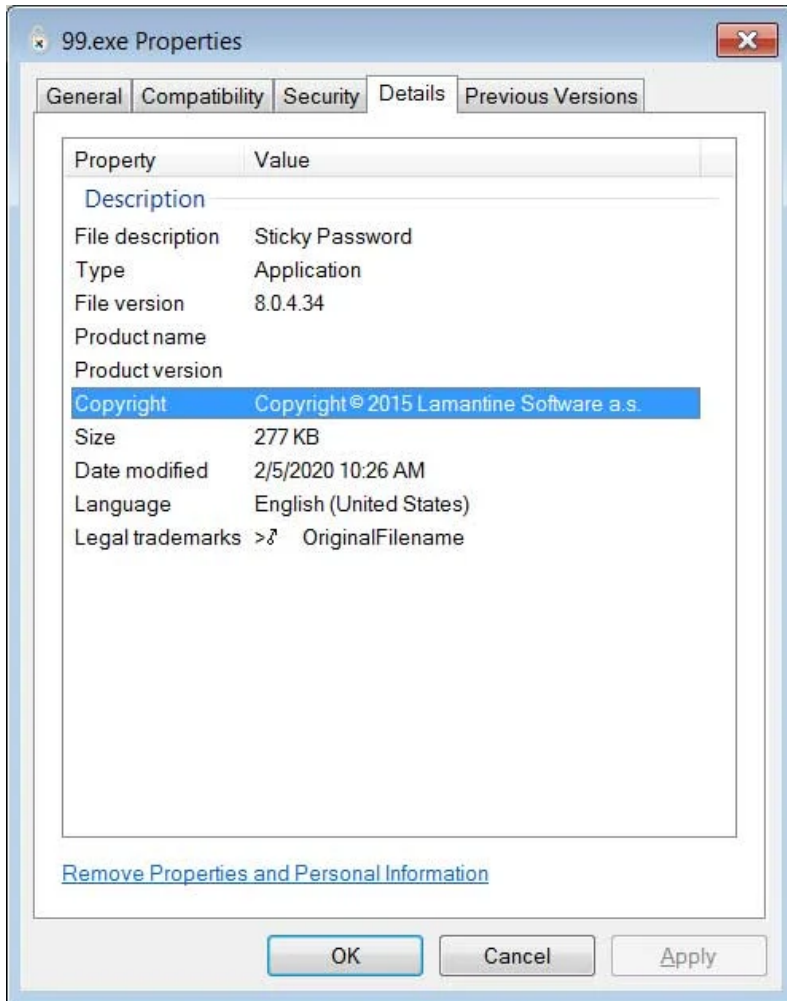 99.exe Properties
General Compatibility Security Details Previous Versions
Property Value
Description
File description Sticky Password
Type Application
File version 8.0.4.34
Product name
Product version
Copyright Copyright © 2015 Lamantine Software a.s.
Size 277 KB
Date modified 2/5/2020 10:26 AM
Language English (United States)
Legal trademarks >♂ OriginalFilename
Remove Properties and Personal Information
OK Cancel Apply